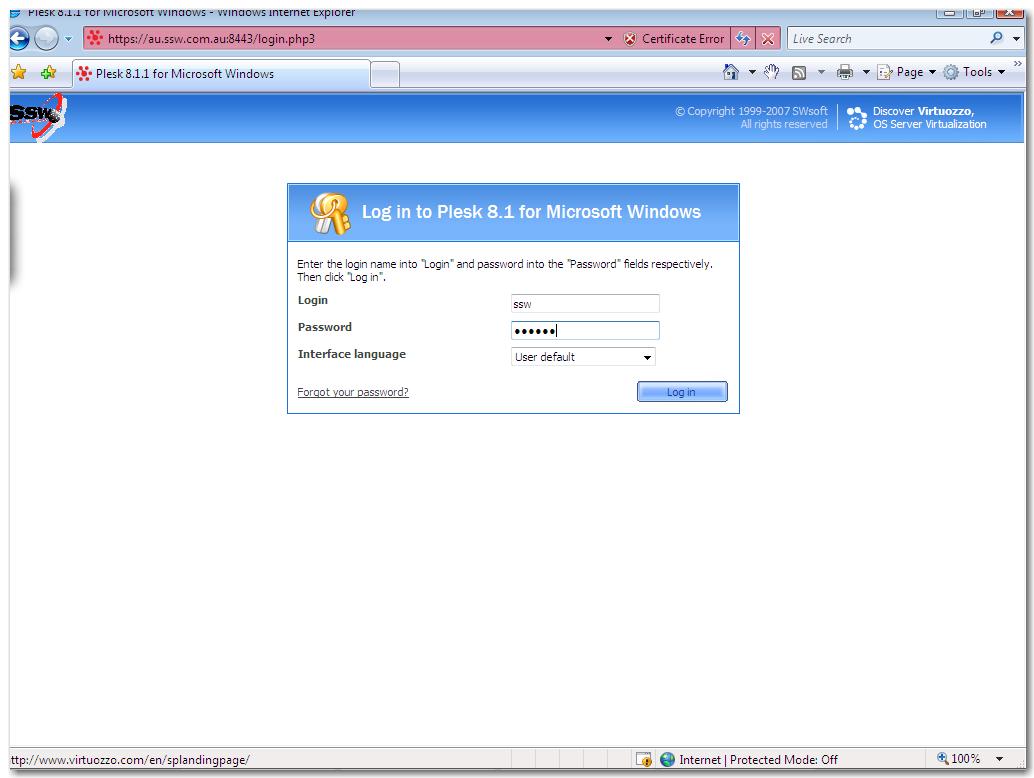 Plesk 8.1.1 for Microsoft Windows - Windows Internet Explorer
https://au.ssw.com.au:8443/login.php3
Certificate Error
Live Search
Plesk 8.1.1 for Microsoft Windows
Page
Tools
SSW
© Copyright 1999-2007 SWsoft
All rights reserved
Discover Virtuozzo,
OS Server Virtualization
Log in to Plesk 8.1 for Microsoft Windows
Enter the login name into "Login" and password into the "Password" fields respectively.
Then click "Log in".
Login
ssw
Password
••••••
Interface language
User default
Forgot your password?
Log in
ttp://www.virtuozzo.com/en/splandingpage/
Internet | Protected Mode: Off
100%